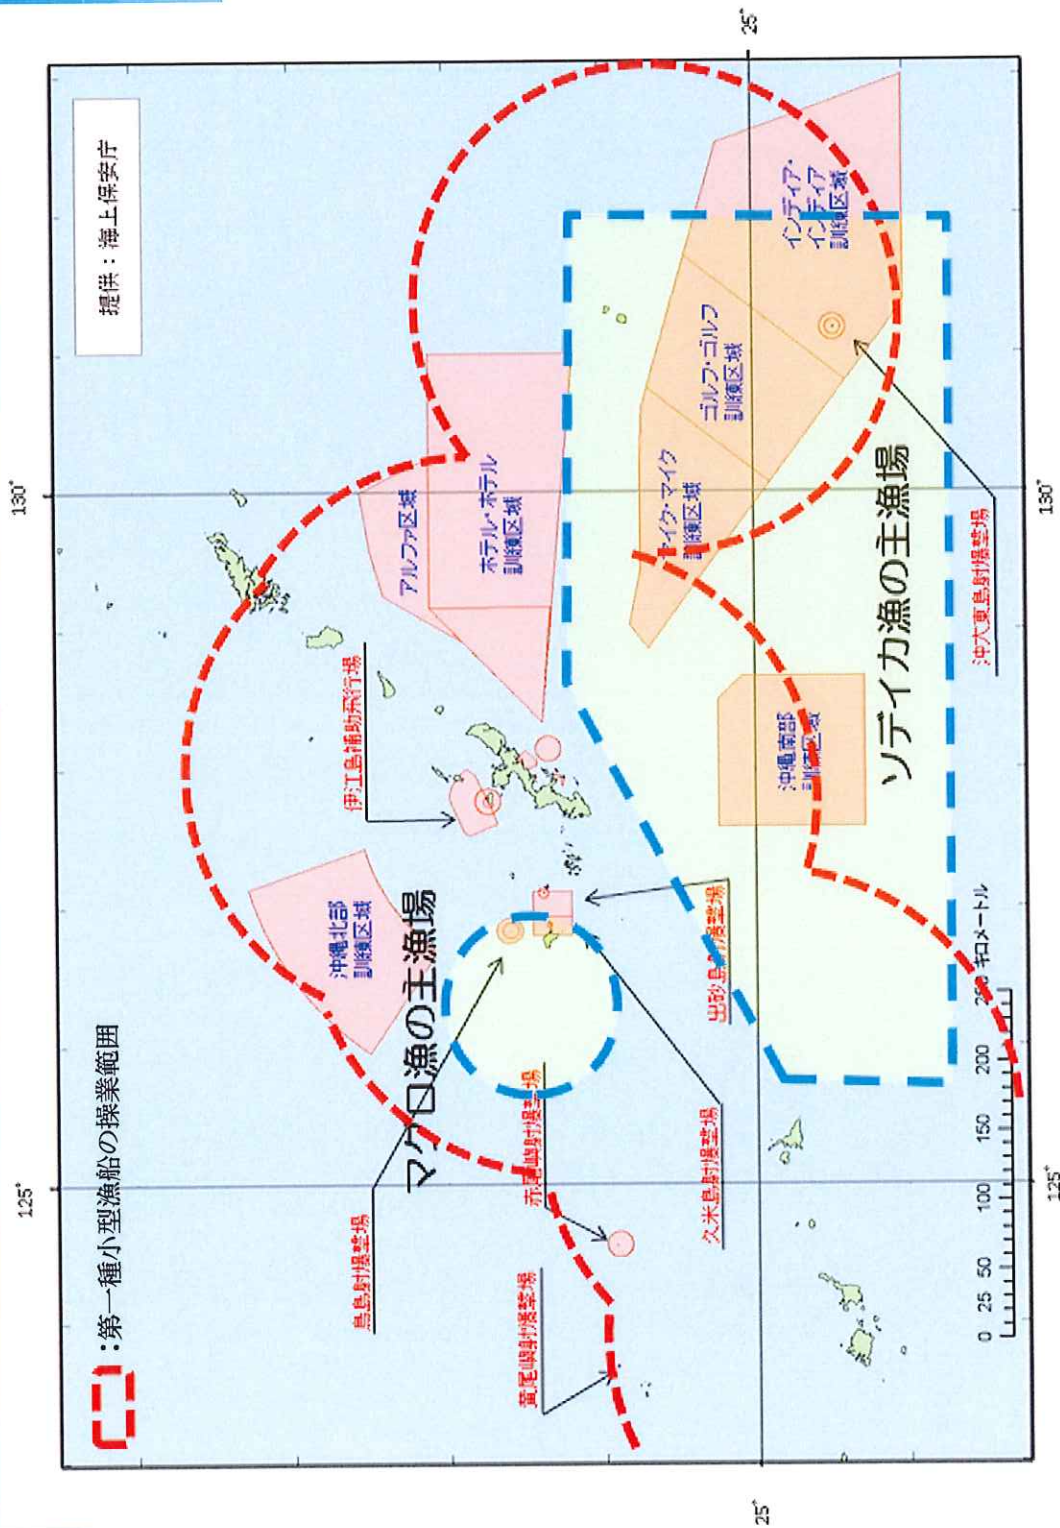 ：第一種小型漁船の操業範囲
提供：海上保安庁
125°
130°
25°
25°
125°
130°
沖縄北部
訓練区域
アルファ区域
ホテル・ホテル
訓練区域
伊江島補助飛行場
マグロ漁の主漁場
鳥島射爆撃場
赤尾嶼射爆撃場
黄尾嶼射爆撃場
久米島射爆撃場
出砂島射爆撃場
マイク・マイク
訓練区域
ゴルフ・ゴルフ
訓練区域
インディア・
インディア
訓練区域
沖縄南部
訓練区域
ソデイカ漁の主漁場
沖大東島射爆撃場
0 25 50 100 150 200 250 キロメートル